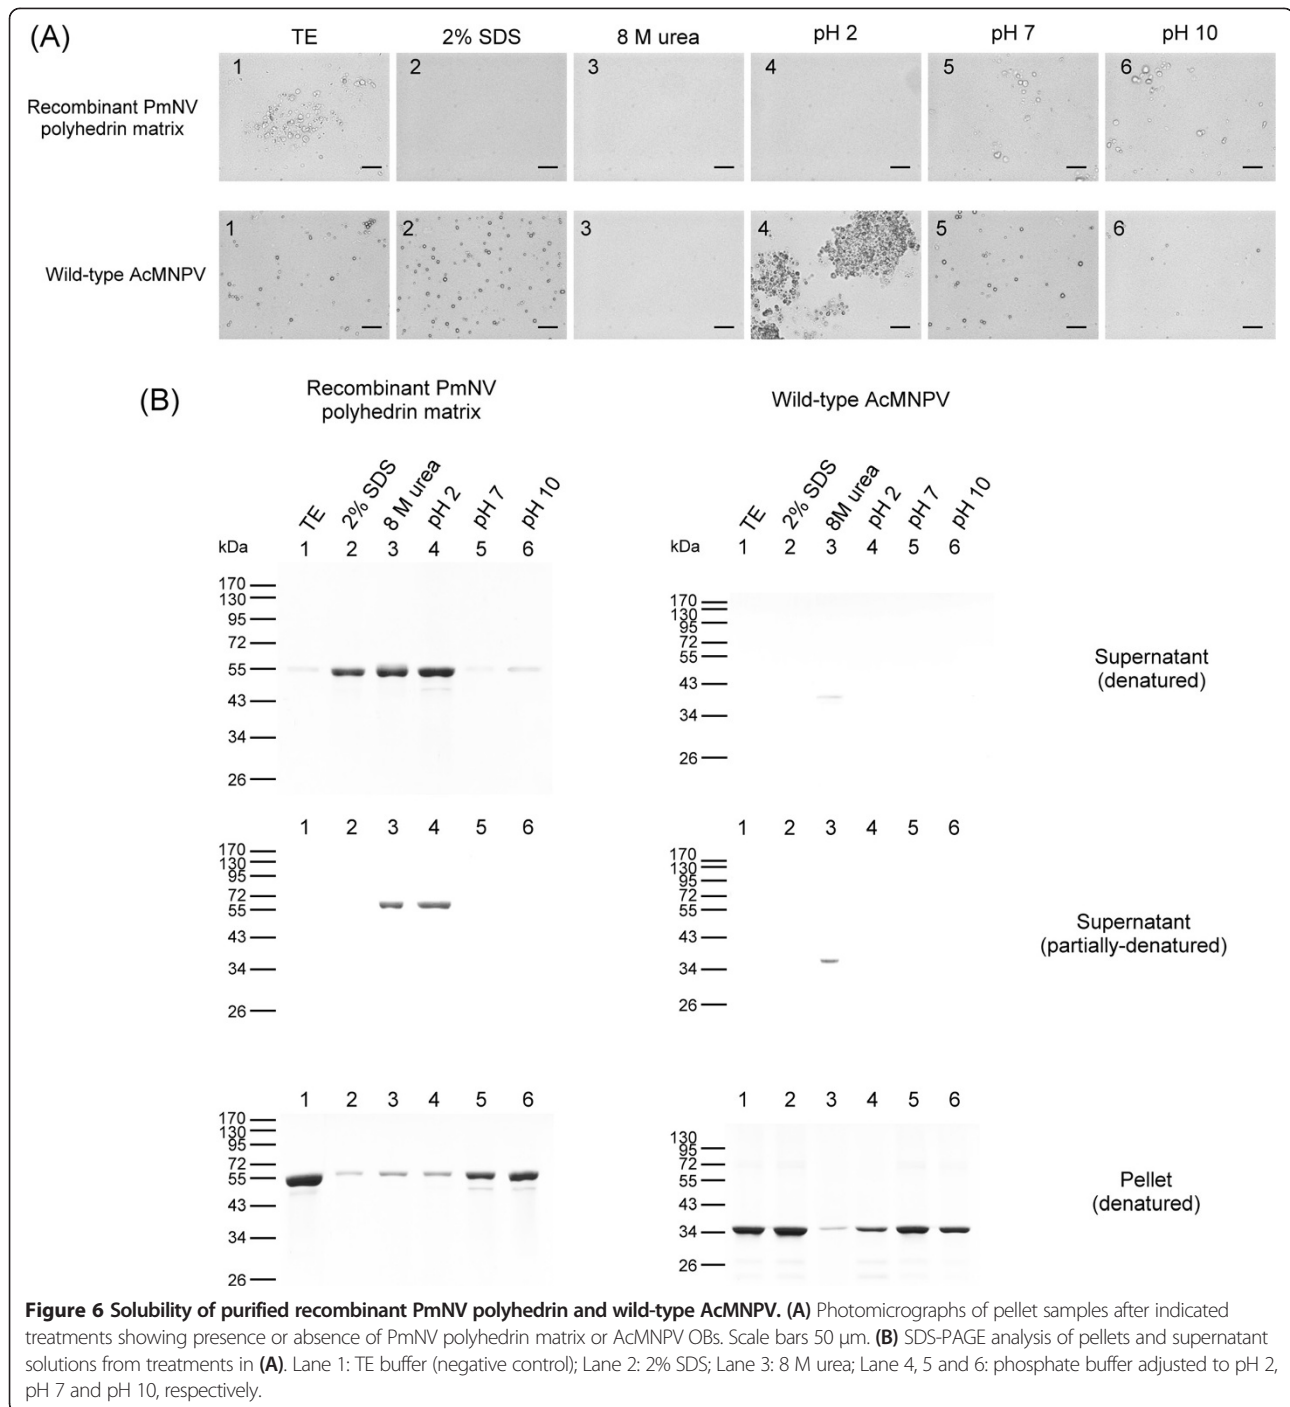 (A)
TE 2% SDS 8 M urea pH 2 pH 7 pH 10
Recombinant PmNV
polyhedrin matrix
1 2 3 4 5 6
Wild-type AcMNPV
1 2 3 4 5 6
(B)
Recombinant PmNV
polyhedrin matrix
Wild-type AcMNPV
TE 2% SDS 8 M urea pH 2 pH 7 pH 10
kDa 1 2 3 4 5 6
170
130
95
72
55
43
34
26
TE 2% SDS 8M urea pH 2 pH 7 pH 10
kDa 1 2 3 4 5 6
170
130
95
72
55
43
34
26
Supernatant
(denatured)
1 2 3 4 5 6
170
130
95
72
55
43
34
26
1 2 3 4 5 6
170
130
95
72
55
43
34
26
Supernatant
(partially-denatured)
1 2 3 4 5 6
170
130
95
72
55
43
34
26
1 2 3 4 5 6
130
95
72
55
43
34
26
Pellet
(denatured)
Figure 6 Solubility of purified recombinant PmNV polyhedrin and wild-type AcMNPV. (A) Photomicrographs of pellet samples after indicated
treatments showing presence or absence of PmNV polyhedrin matrix or AcMNPV OBs. Scale bars 50 μm. (B) SDS-PAGE analysis of pellets and supernatant
solutions from treatments in (A). Lane 1: TE buffer (negative control); Lane 2: 2% SDS; Lane 3: 8 M urea; Lane 4, 5 and 6: phosphate buffer adjusted to pH 2,
pH 7 and pH 10, respectively.